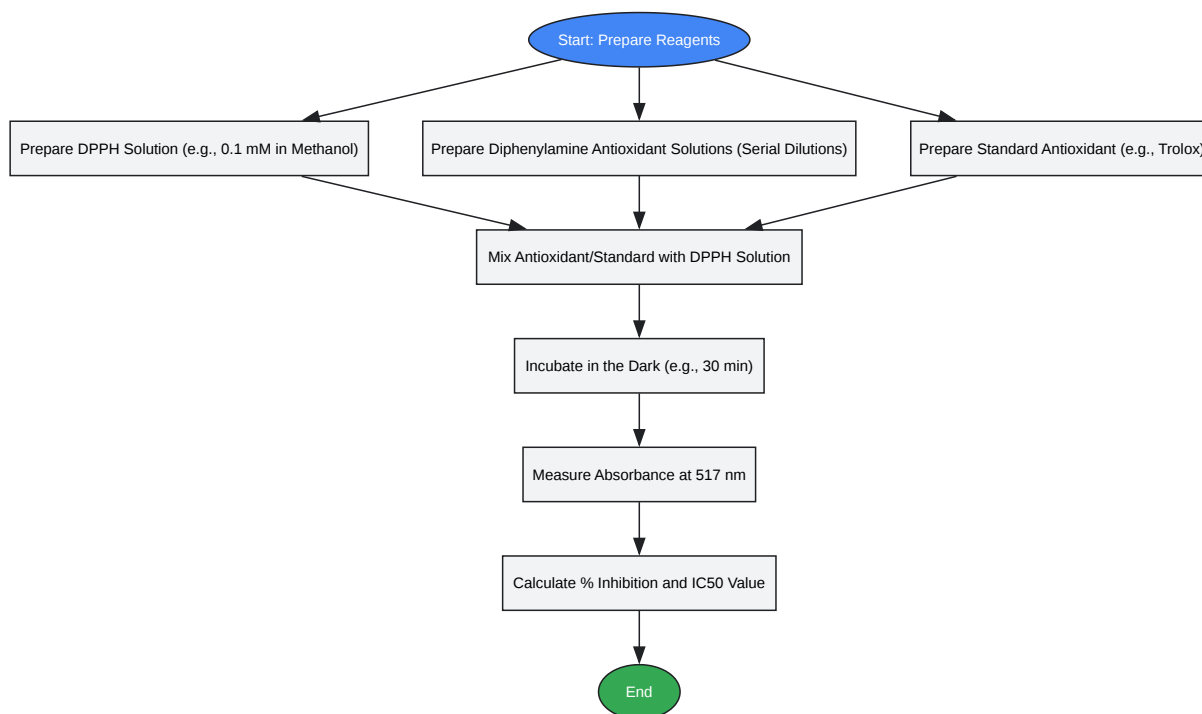 Start: Prepare Reagents
Prepare DPPH Solution (e.g., 0.1 mM in Methanol)
Prepare Diphenylamine Antioxidant Solutions (Serial Dilutions)
Prepare Standard Antioxidant (e.g., Trolox)
Mix Antioxidant/Standard with DPPH Solution
Incubate in the Dark (e.g., 30 min)
Measure Absorbance at 517 nm
Calculate % Inhibition and IC50 Value
End